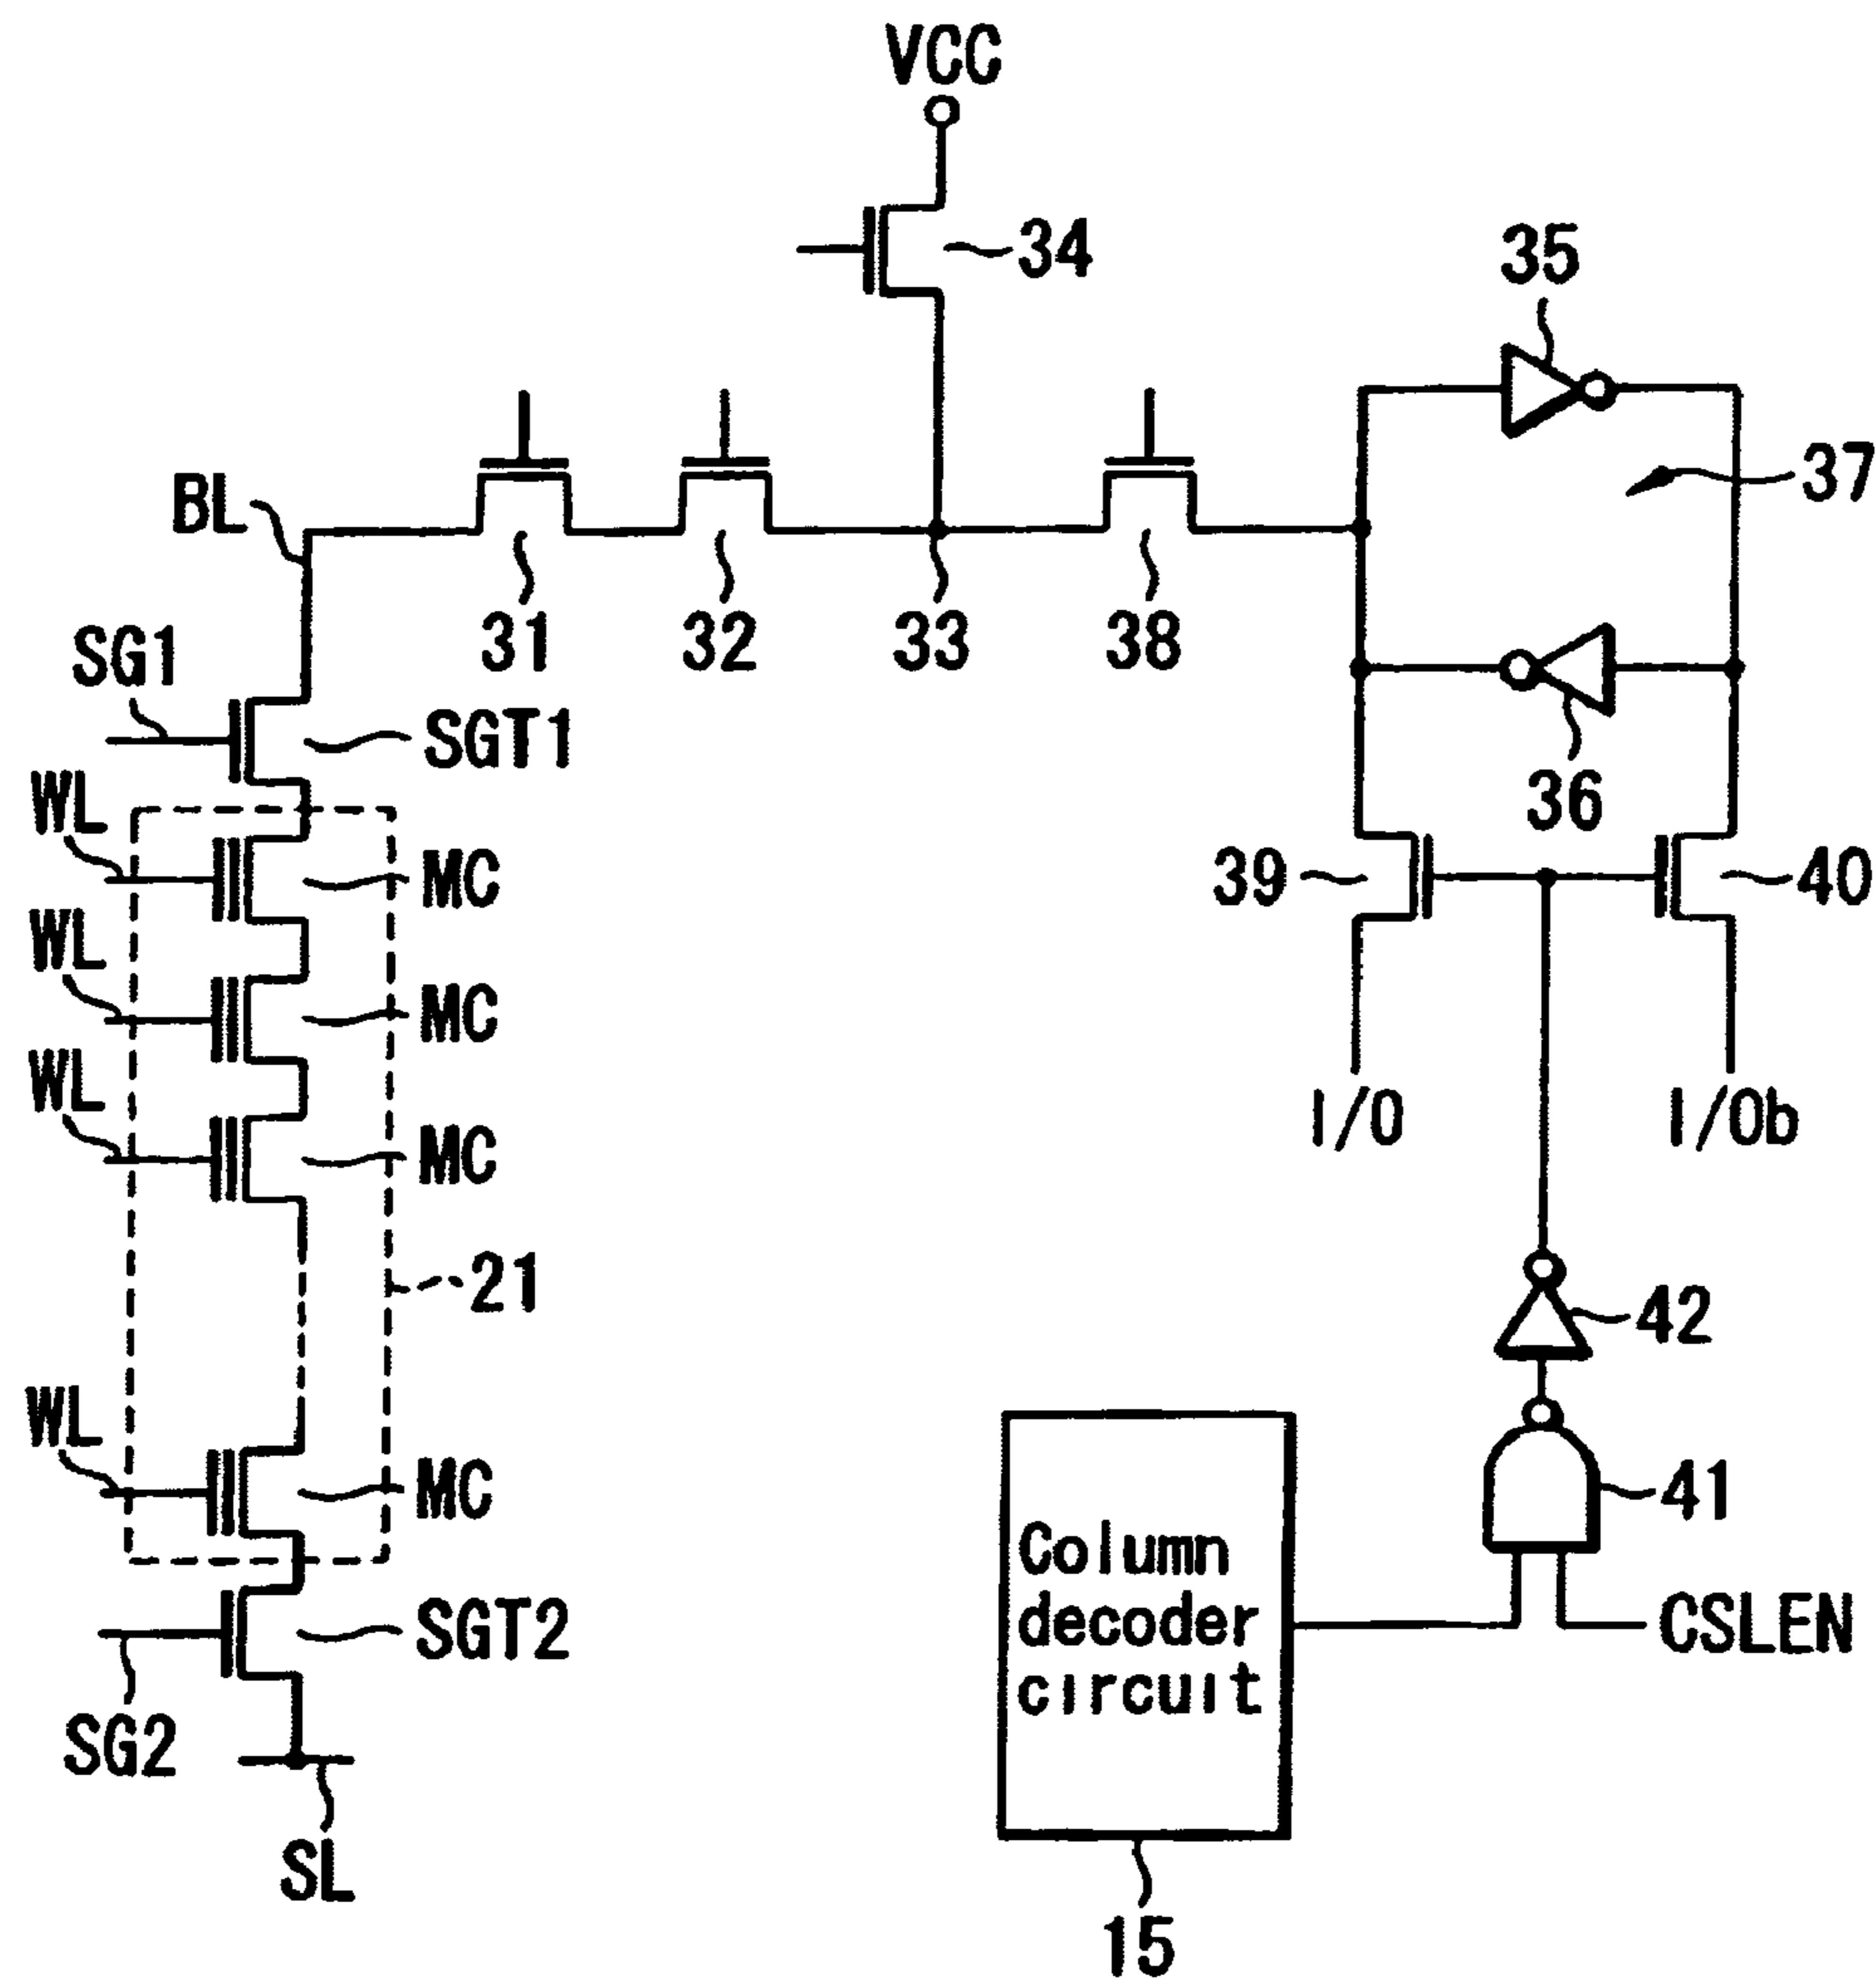 VCC
34
35
37
BL
31
32
33
38
SG1
SGT1
36
WL
MC
39
40
WL
MC
WL
MC
I/O
I/Ob
21
42
WL
MC
41
Column
decoder
circuit
SGT2
CSLEN
SG2
SL
15